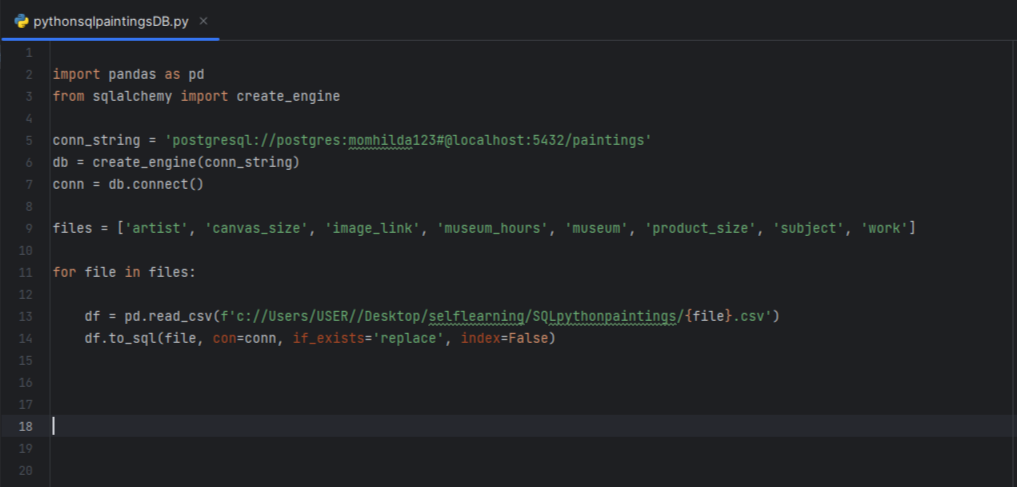 pythonsqlpaintingsDB.py ×
1
2 import pandas as pd
3 from sqlalchemy import create_engine
4
5 conn_string = 'postgresql://postgres:momhilda123#@localhost:5432/paintings'
6 db = create_engine(conn_string)
7 conn = db.connect()
8
9 files = ['artist', 'canvas_size', 'image_link', 'museum_hours', 'museum', 'product_size', 'subject', 'work']
10
11 for file in files:
12
13     df = pd.read_csv(f'c://Users/USER//Desktop/selflearning/SQLpythonpaintings/{file}.csv')
14     df.to_sql(file, con=conn, if_exists='replace', index=False)
15
16
17
18
19
20